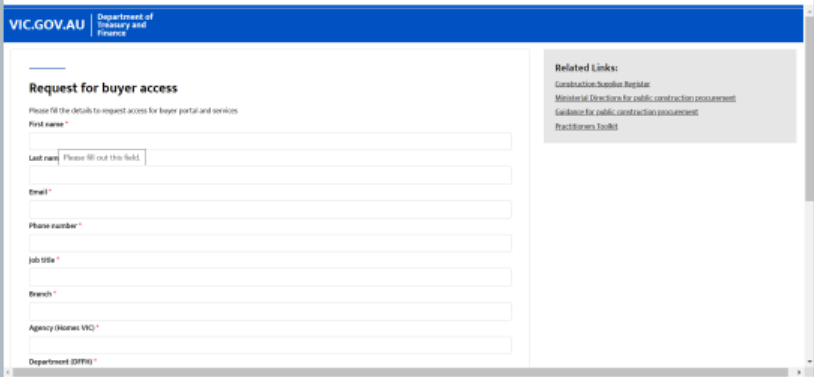 VIC.GOV.AU
Department of
Treasury and
Finance
Request for buyer access
Please fill the details to request access for buyer portal and services
First name *
Last nam
Please fill out this field.
Email *
Phone number *
Job title *
Branch *
Agency (Homes VIC) *
Department (DFFH) *
Related Links:
Construction Supplier Register
Ministerial Directions for public construction procurement
Guidance for public construction procurement
Practitioners Toolkit